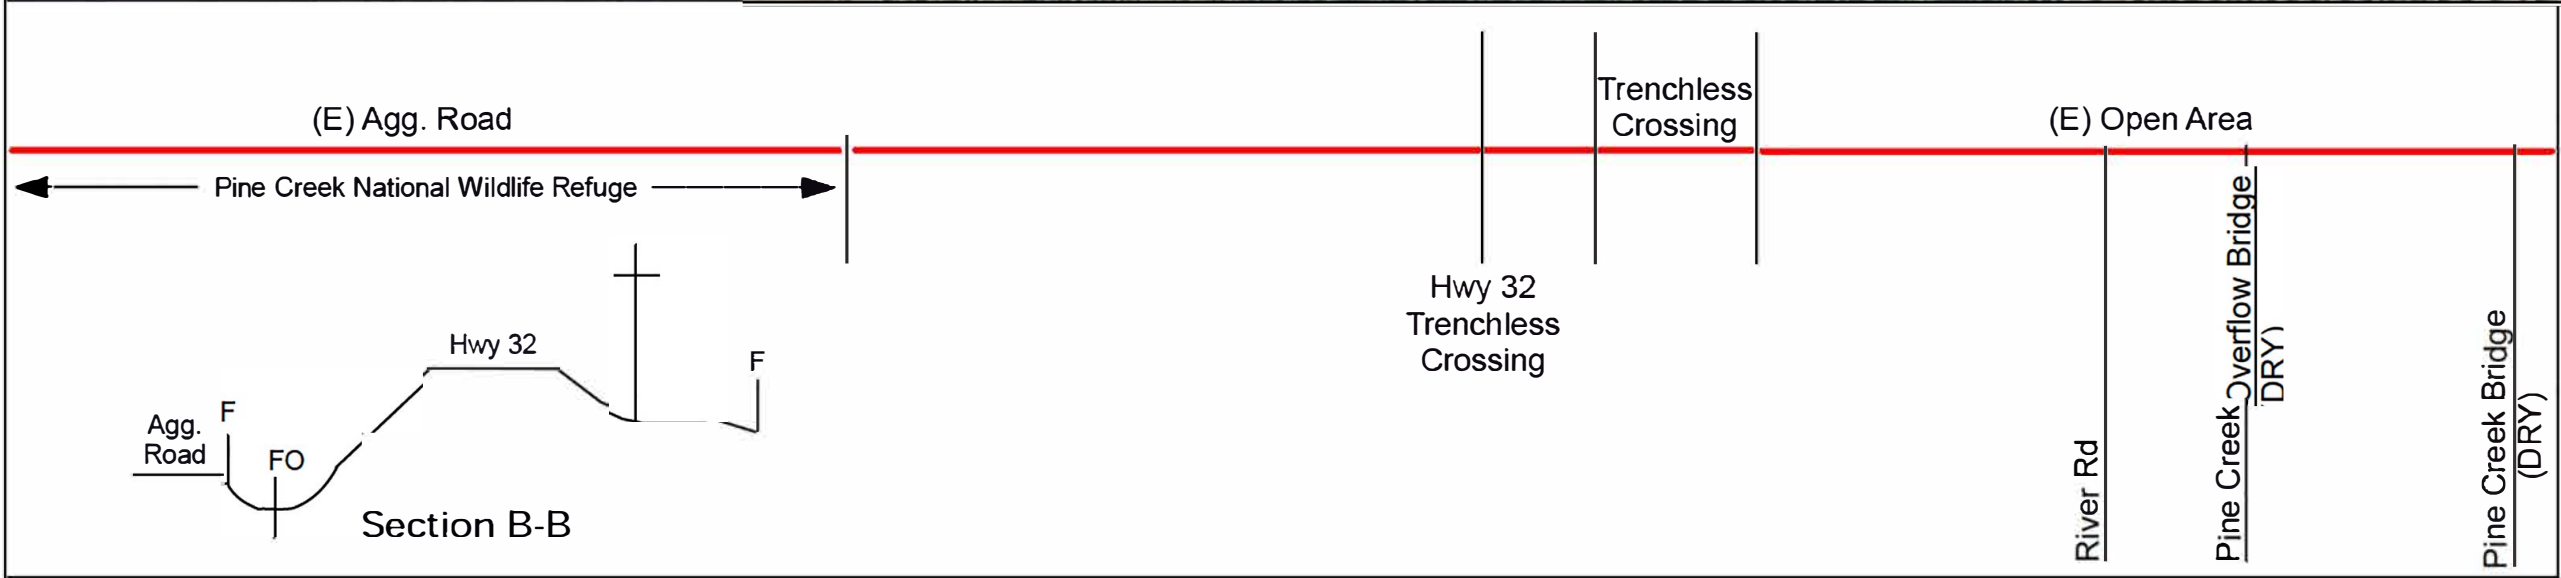 (E) Agg. Road
Trenchless
Crossing
(E) Open Area
Pine Creek National Wildlife Refuge
Hwy 32
Trenchless
Crossing
Hwy 32
F
F
Agg.
Road
FO
Section B-B
River Rd
Pine Creek Overflow Bridge
DRY)
Pine Creek Bridge
(DRY)